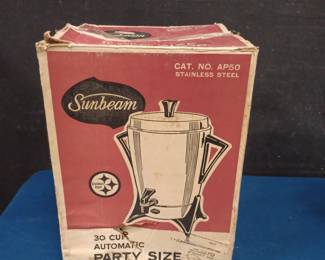 CAT. NO. AP50
STAINLESS STEEL
Sunbeam
30 CUP
AUTOMATIC
PARTY SIZE